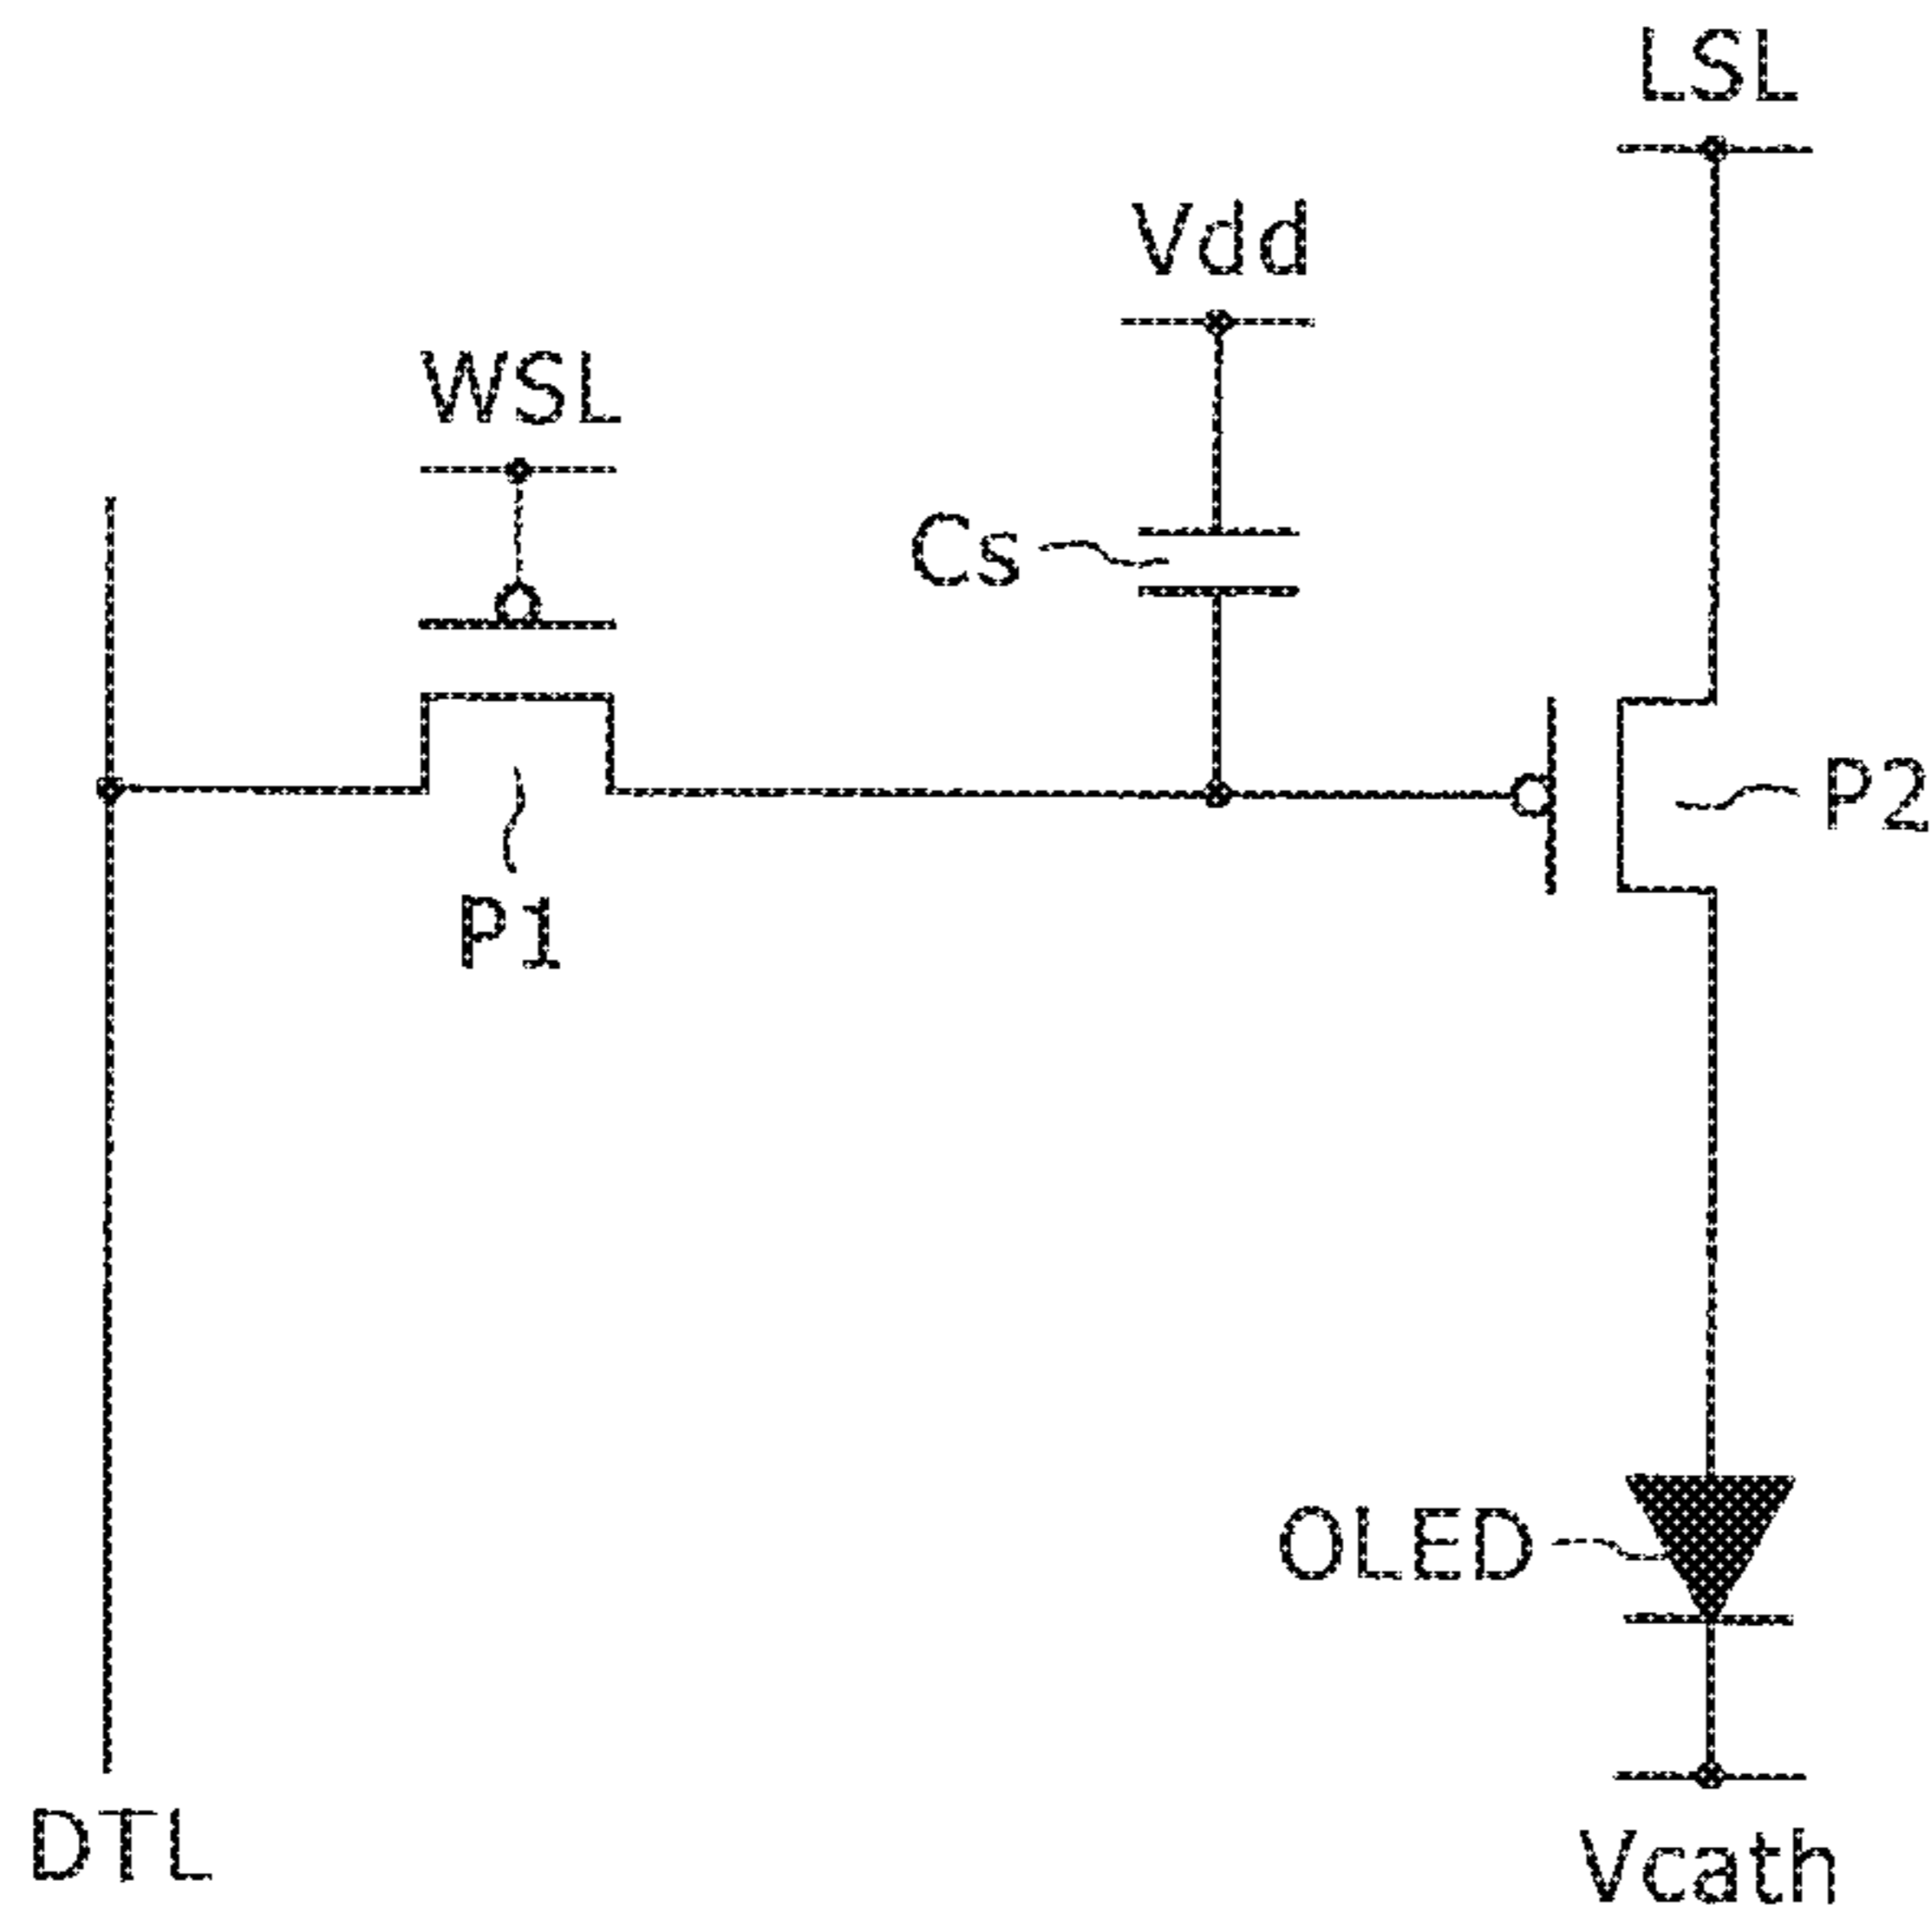 LSL
Vdd
WSL
Cs
P2
P1
OLED
DTL
Vcath